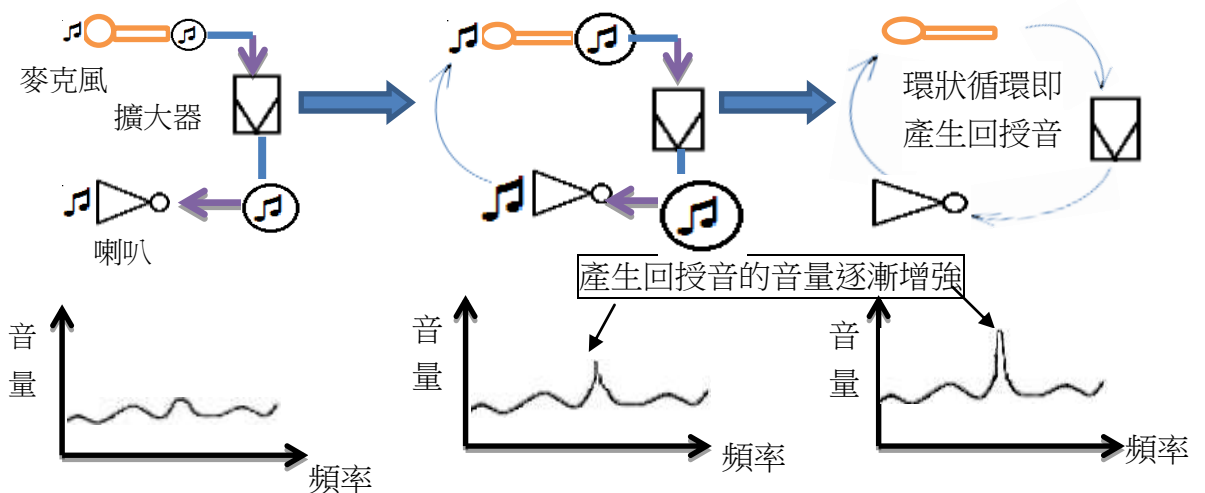 麥克風
擴大器
喇叭
環狀循環即
產生回授音
產生回授音的音量逐漸增強
音
量
頻率
音
量
頻率
音
量
頻率